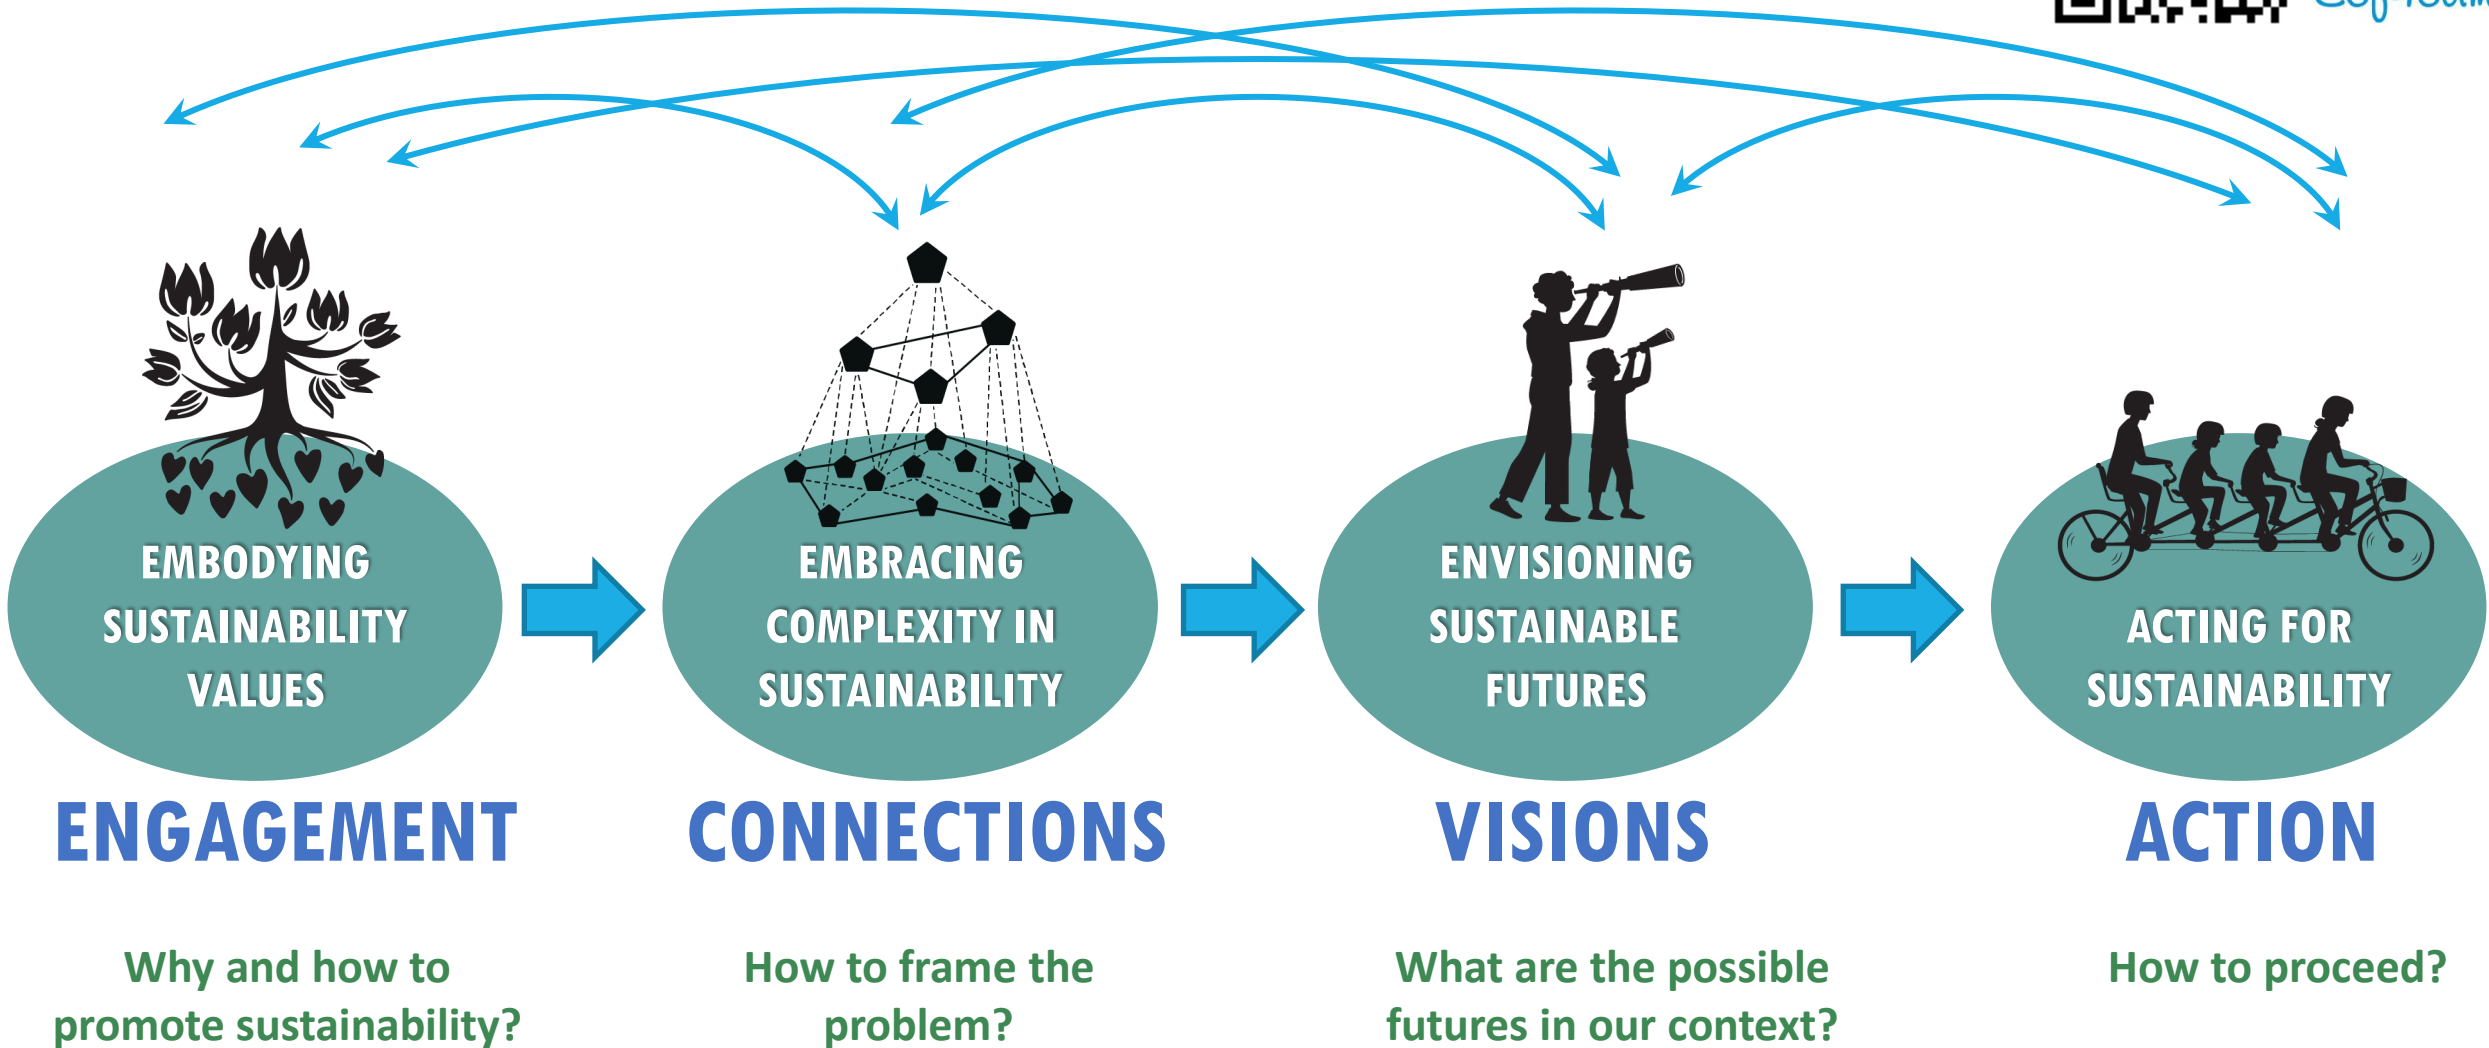 EMBODYING
SUSTAINABILITY
VALUES
EMBRACING
COMPLEXITY IN
SUSTAINABILITY
ENVISIONING
SUSTAINABLE
FUTURES
ACTING FOR
SUSTAINABILITY
ENGAGEMENT
CONNECTIONS
VISIONS
ACTION
Why and how to
promote sustainability?
How to frame the
problem?
What are the possible
futures in our context?
How to proceed?